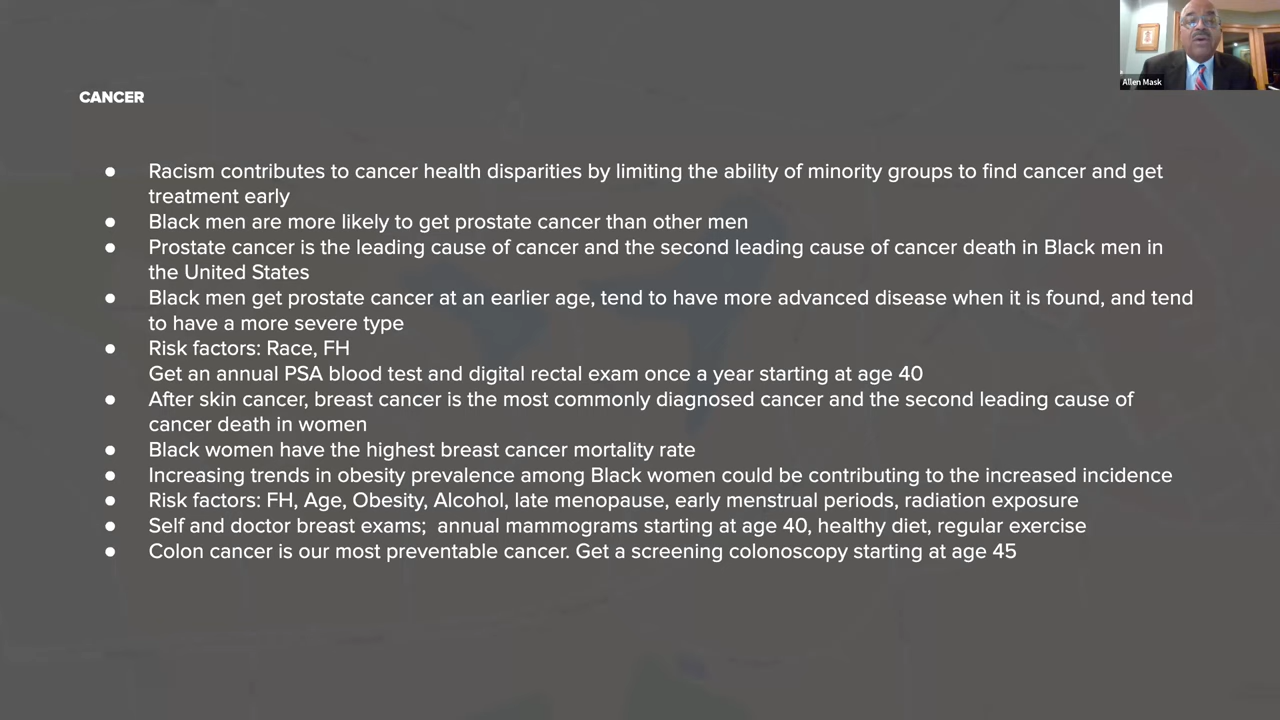 Allen Mask
CANCER
● Racism contributes to cancer health disparities by limiting the ability of minority groups to find cancer and get
treatment early
● Black men are more likely to get prostate cancer than other men
● Prostate cancer is the leading cause of cancer and the second leading cause of cancer death in Black men in
the United States
● Black men get prostate cancer at an earlier age, tend to have more advanced disease when it is found, and tend
to have a more severe type
● Risk factors: Race, FH
Get an annual PSA blood test and digital rectal exam once a year starting at age 40
● After skin cancer, breast cancer is the most commonly diagnosed cancer and the second leading cause of
cancer death in women
● Black women have the highest breast cancer mortality rate
● Increasing trends in obesity prevalence among Black women could be contributing to the increased incidence
● Risk factors: FH, Age, Obesity, Alcohol, late menopause, early menstrual periods, radiation exposure
● Self and doctor breast exams;  annual mammograms starting at age 40, healthy diet, regular exercise
● Colon cancer is our most preventable cancer. Get a screening colonoscopy starting at age 45